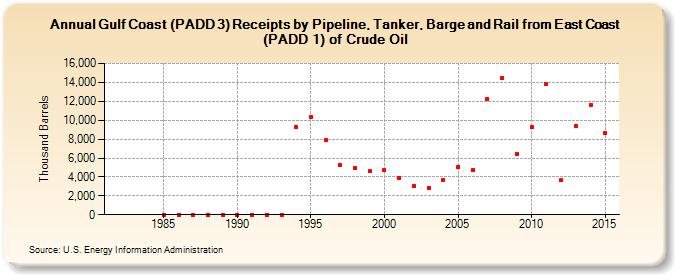 Annual Gulf Coast (PADD 3) Receipts by Pipeline, Tanker, Barge and Rail from East Coast
(PADD 1) of Crude Oil
Thousand Barrels
16,000
14,000
12,000
10,000
8,000
6,000
4,000
2,000
0
1985 1990 1995 2000 2005 2010 2015
Source: U.S. Energy Information Administration